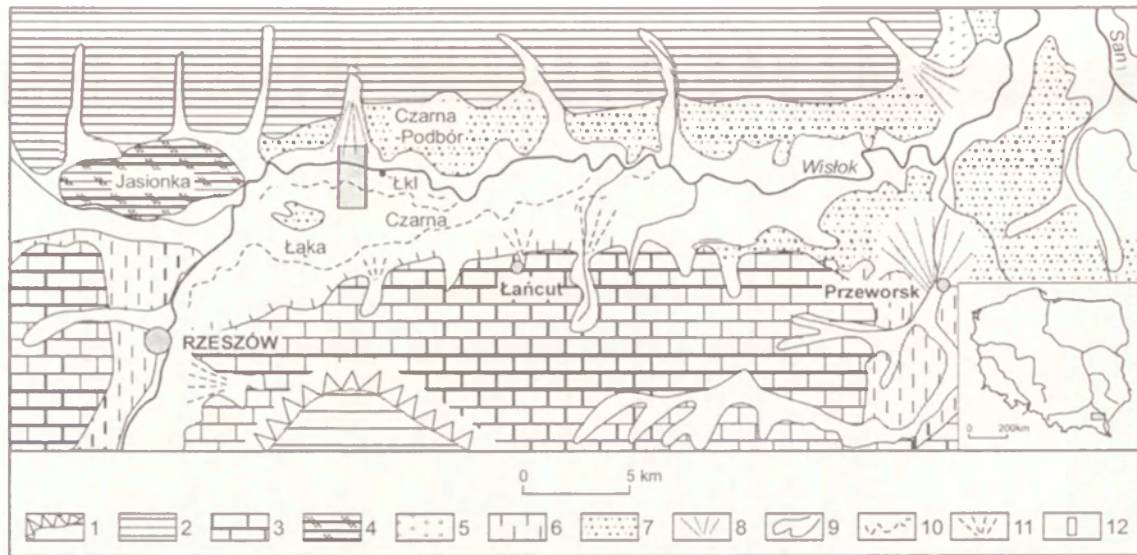 San
Czarna
-Podbór
Wisłok
Jasionka
Łkl
Czarna
Łąka
Łańcut
Przeworsk
RZESZÓW
0 200km
0 5 km
1 2 3 4 5 6 7 8 9 10 11 12